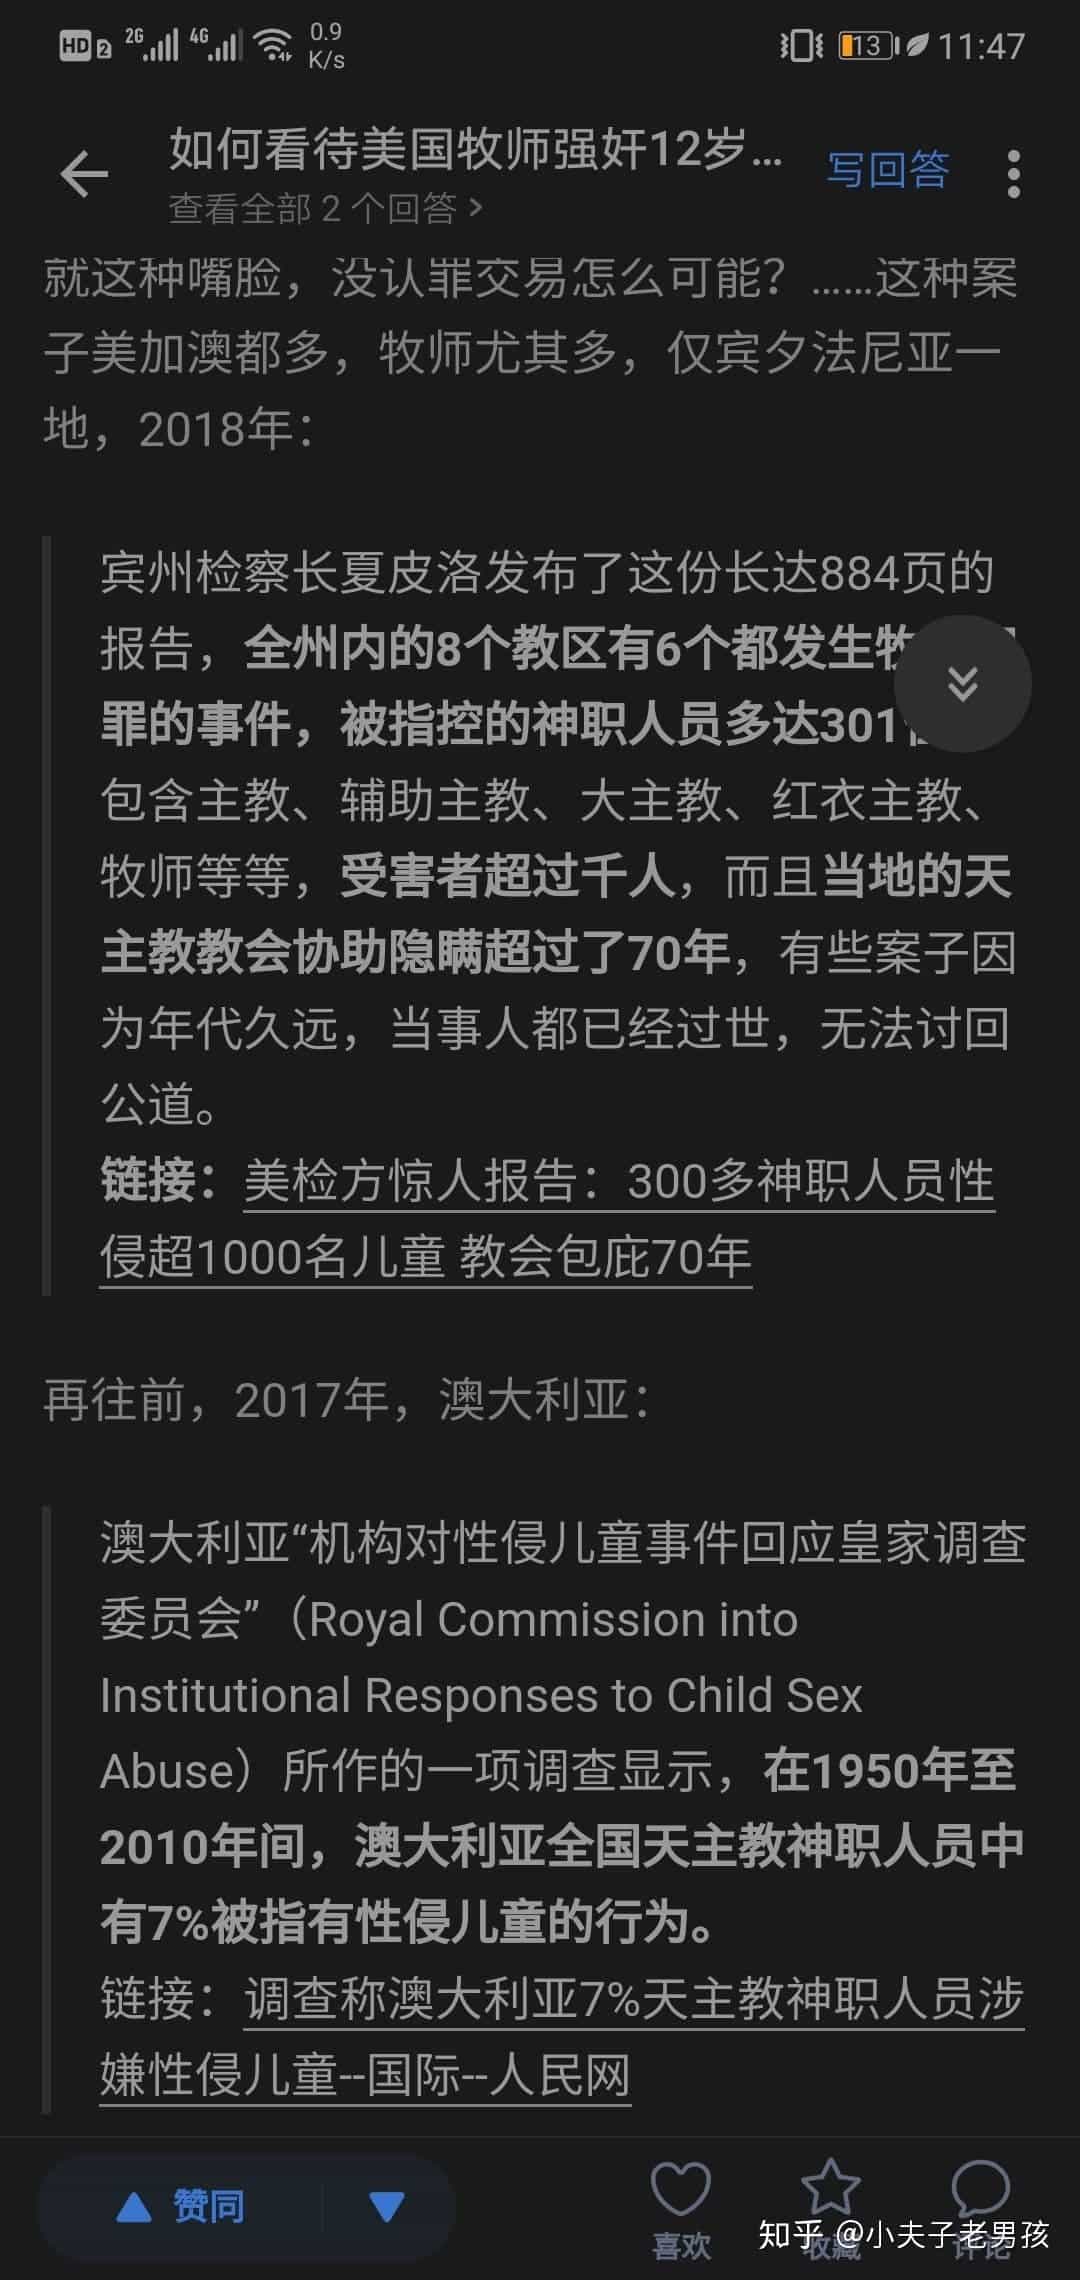 HD 2 2G 4G 0.9 K/s 13 11:47
如何看待美国牧师强奸12岁...
写回答
查看全部 2 个回答 >
就这种嘴脸，没认罪交易怎么可能？……这种案
子美加澳都多，牧师尤其多，仅宾夕法尼亚一
地，2018年：
宾州检察长夏皮洛发布了这份长达884页的
报告，全州内的8个教区有6个都发生牧
罪的事件，被指控的神职人员多达301
包含主教、辅助主教、大主教、红衣主教、
牧师等等，受害者超过千人，而且当地的天
主教教会协助隐瞒超过了70年，有些案子因
为年代久远，当事人都已经过世，无法讨回
公道。
链接：美检方惊人报告：300多神职人员性
侵超1000名儿童 教会包庇70年
再往前，2017年，澳大利亚：
澳大利亚“机构对性侵儿童事件回应皇家调查
委员会”（Royal Commission into
Institutional Responses to Child Sex
Abuse）所作的一项调查显示，在1950年至
2010年间，澳大利亚全国天主教神职人员中
有7%被指有性侵儿童的行为。
链接：调查称澳大利亚7%天主教神职人员涉
嫌性侵儿童--国际--人民网
赞同
喜欢
收藏
评论
知乎 @小夫子老男孩